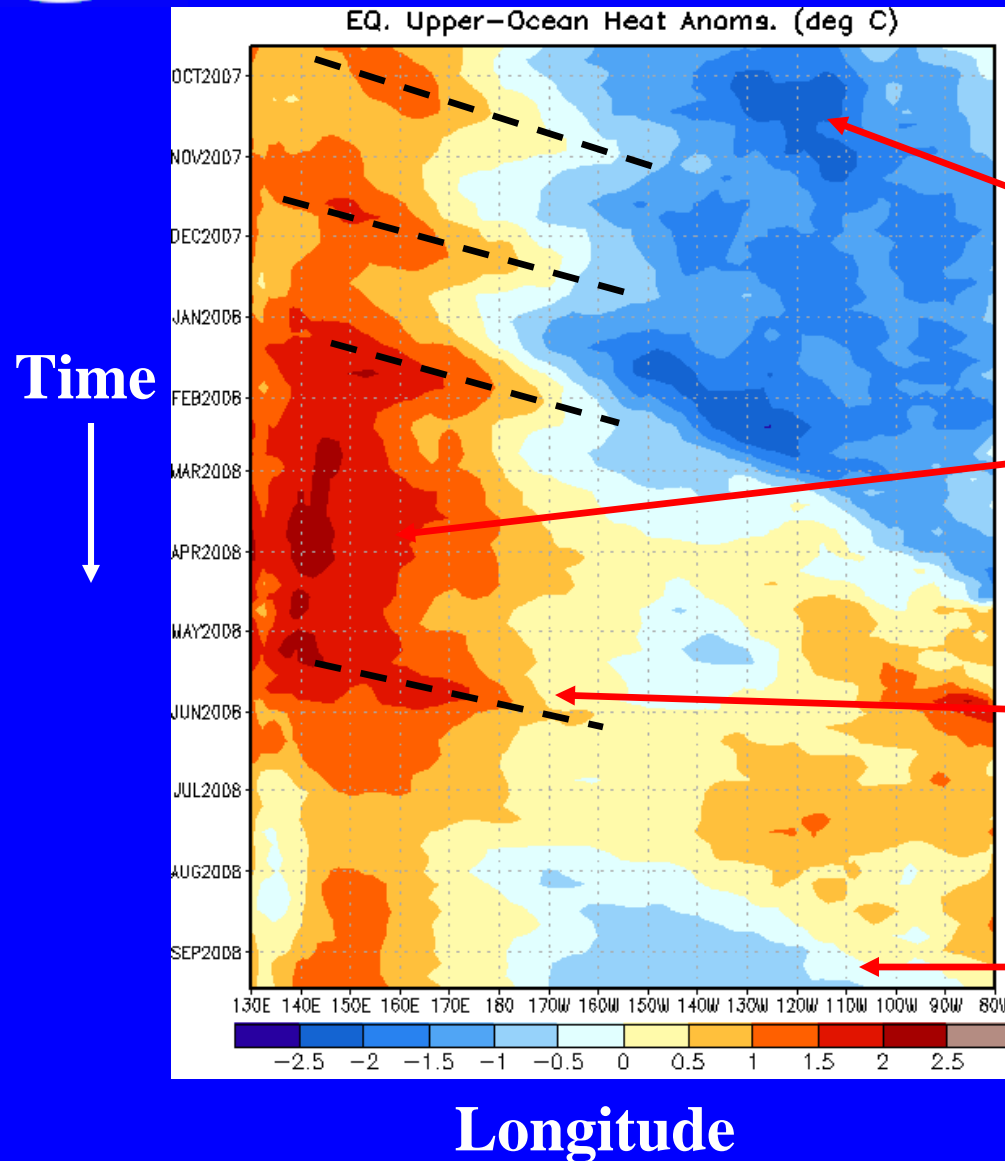 EQ. Upper-Ocean Heat Anoms. (deg C)
OCT2007
NOV2007
DEC2007
JAN2008
Time
FEB2008
MAR2008
APR2008
MAY2008
JUN2008
JUL2008
AUG2008
SEP2008
130E 140E 150E 160E 170E 180 170W 160W 150W 140W 130W 120W 110W 100W 90W 80W
-2.5 -2 -1.5 -1 -0.5 0 0.5 1 1.5 2 2.5
Longitude